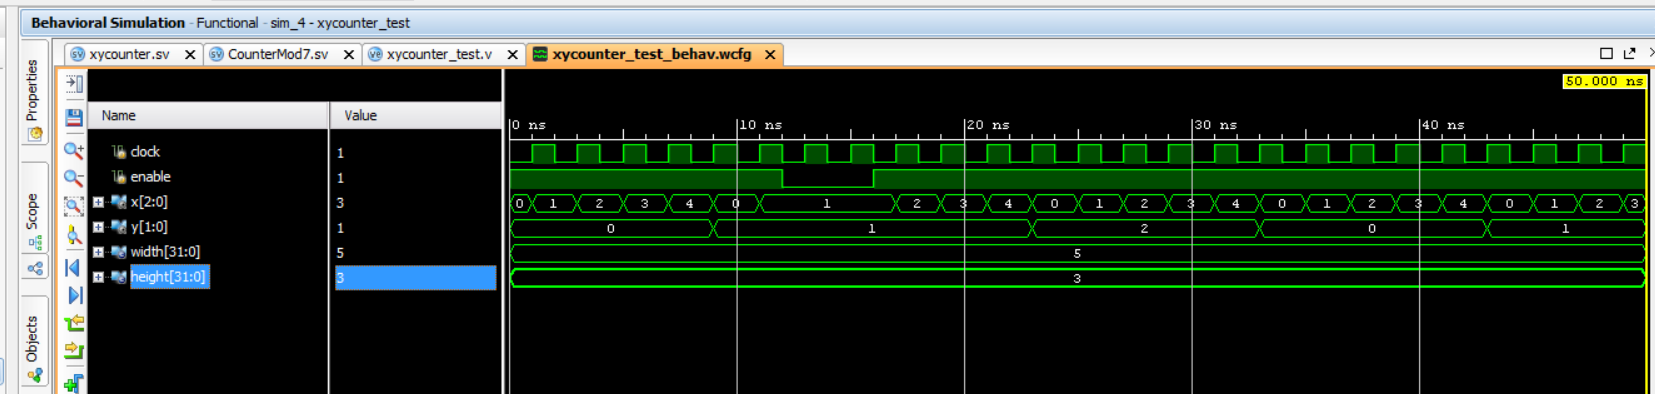 Behavioral Simulation - Functional - sim_4 - xycounter_test
xycounter.sv CounterMod7.sv xycounter_test.v xycounter_test_behav.wcfg
Properties
Scope
Objects
50.000 ns
Name Value
0 ns 10 ns 20 ns 30 ns 40 ns
clock 1
enable 1
x[2:0] 3 0 1 2 3 4 0 1 2 3 4 0 1 2 3 4 0 1 2 3 4 0 1 2 3
y[1:0] 1 0 1 2 0 1
width[31:0] 5 5
height[31:0] 3 3